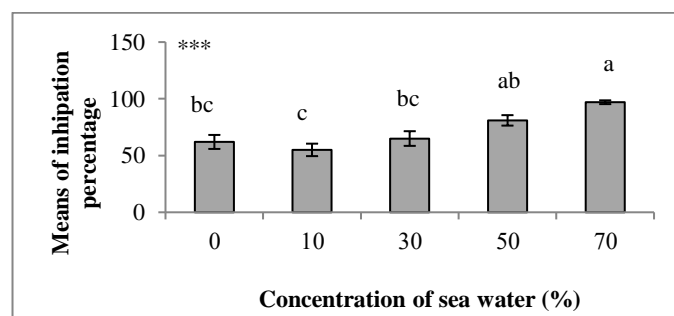 Means of inhipation
percentage
150
100
50
0
***
bc
c
bc
ab
a
0 10 30 50 70
Concentration of sea water (%)